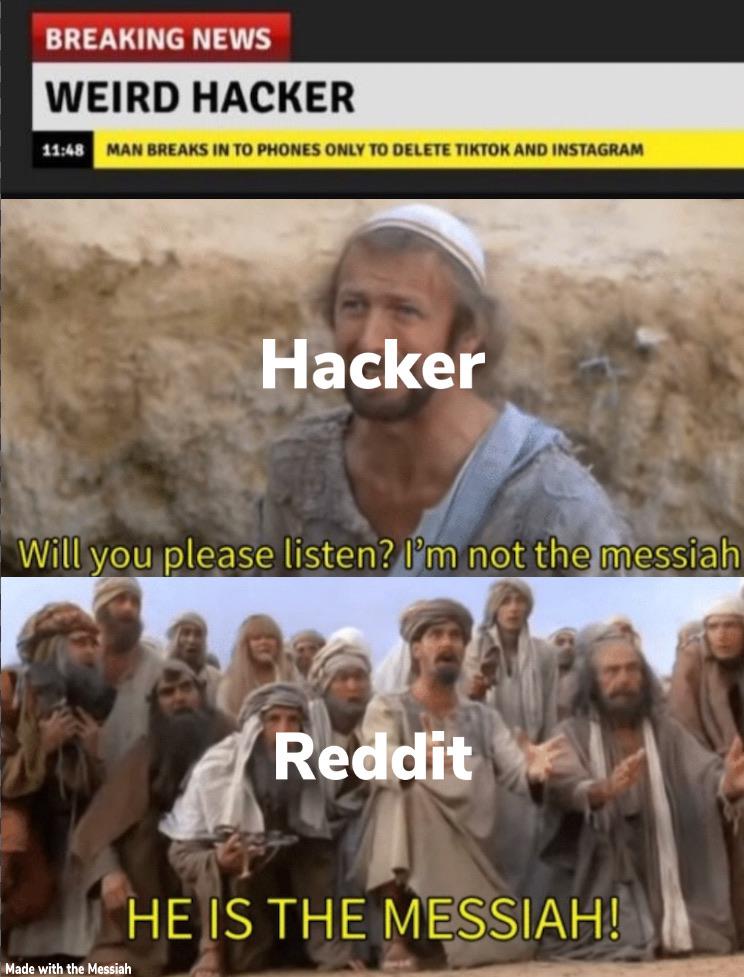 BREAKING NEWS
WEIRD HACKER
11:48 MAN BREAKS IN TO PHONES ONLY TO DELETE TIKTOK AND INSTAGRAM
Hacker
Will you please listen? I'm not the messiah
Reddit
HE IS THE MESSIAH!
Made with the Messiah